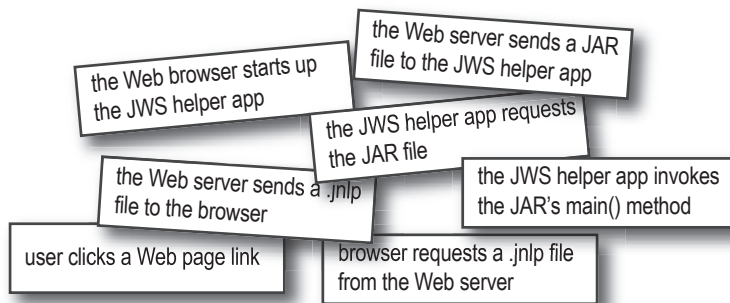 the Web server sends a JAR
file to the JWS helper app
the Web browser starts up
the JWS helper app
the JWS helper app requests
the JAR file
the Web server sends a .jnlp
file to the browser
the JWS helper app invokes
the JAR’s main() method
user clicks a Web page link
browser requests a .jnlp file
from the Web server